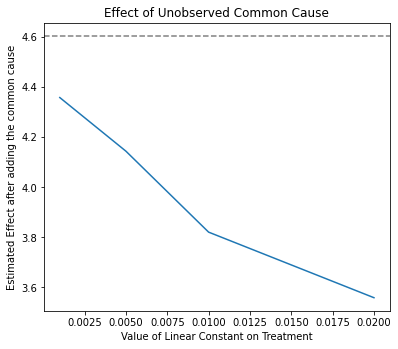 Effect of Unobserved Common Cause
Estimated Effect after adding the common cause
4.6
4.4
4.2
4.0
3.8
3.6
0.0025 0.0050 0.0075 0.0100 0.0125 0.0150 0.0175 0.0200
Value of Linear Constant on Treatment